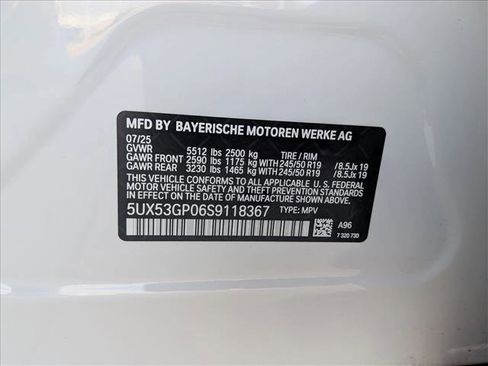 MFD BY BAYERISCHE MOTOREN WERKE AG
07/25
GVWR 5512 lbs 2500 kg TIRE / RIM
GAWR FRONT 2590 lbs 1175 kg WITH 245/50 R19 /8.5Jx 19
GAWR REAR 3230 lbs 1465 kg WITH 245/50 R19 /8.5Jx 19
THIS VEHICLE CONFORMS TO ALL APPLICABLE U.S. FEDERAL
MOTOR VEHICLE SAFETY, BUMPER, AND THEFT PREVENTION STANDARDS
IN EFFECT ON THE DATE OF MANUFACTURE SHOWN ABOVE.
5UX53GP06S9118367 TYPE: MPV
A96
7 320 730